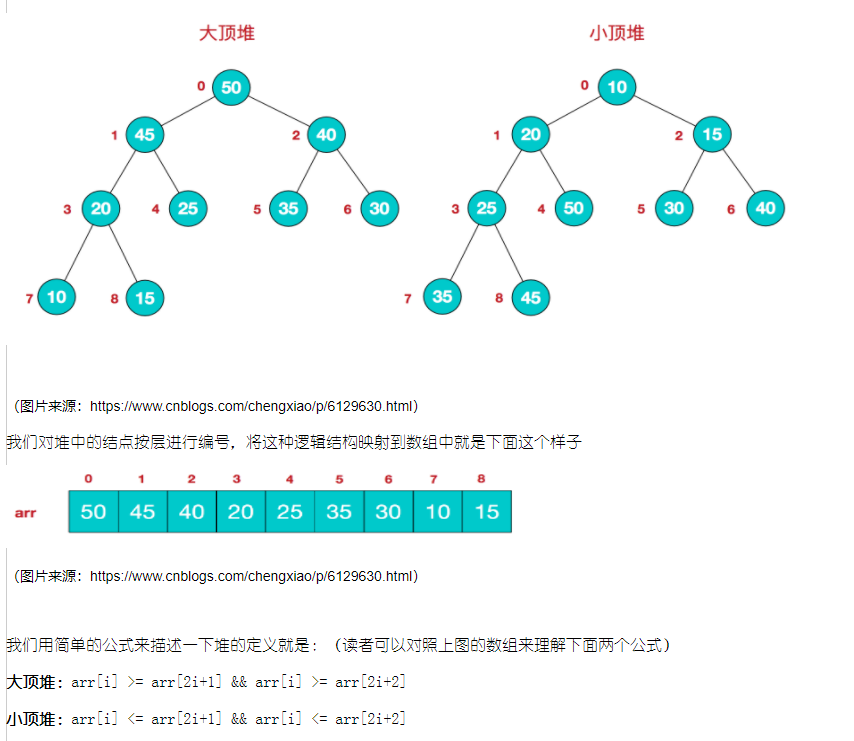 大顶堆 小顶堆
0 50 0 10
1 45 2 40 1 20 2 15
3 20 4 25 5 35 6 30 3 25 4 50 5 30 6 40
7 10 8 15 7 35 8 45
（图片来源：https://www.cnblogs.com/chengxiao/p/6129630.html）
我们对堆中的结点按层进行编号，将这种逻辑结构映射到数组中就是下面这个样子
0 1 2 3 4 5 6 7 8
arr 50 45 40 20 25 35 30 10 15
（图片来源：https://www.cnblogs.com/chengxiao/p/6129630.html）
我们用简单的公式来描述一下堆的定义就是：（读者可以对照上图的数组来理解下面两个公式）
大顶堆：arr[i] >= arr[2i+1] && arr[i] >= arr[2i+2]
小顶堆：arr[i] <= arr[2i+1] && arr[i] <= arr[2i+2]